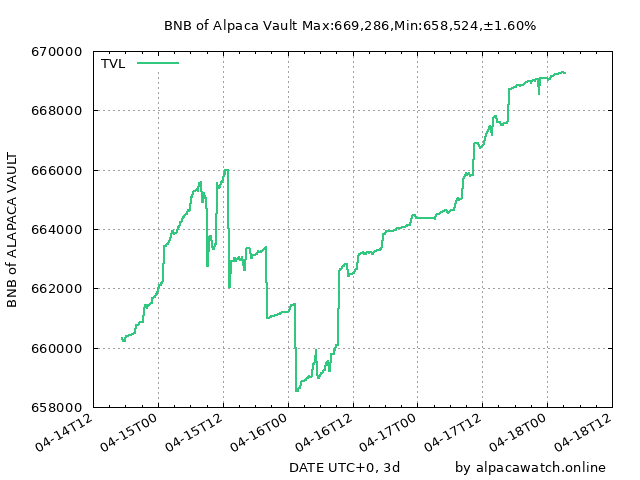 BNB of Alpaca Vault Max:669,286,Min:658,524,±1.60%
670000
TVL
668000
666000
664000
662000
660000
658000
BNB of ALAPACA VAULT
04-14T12
04-15T00
04-15T12
04-16T00
04-16T12
04-17T00
04-17T12
04-18T00
04-18T12
DATE UTC+0, 3d
by alpacawatch.online